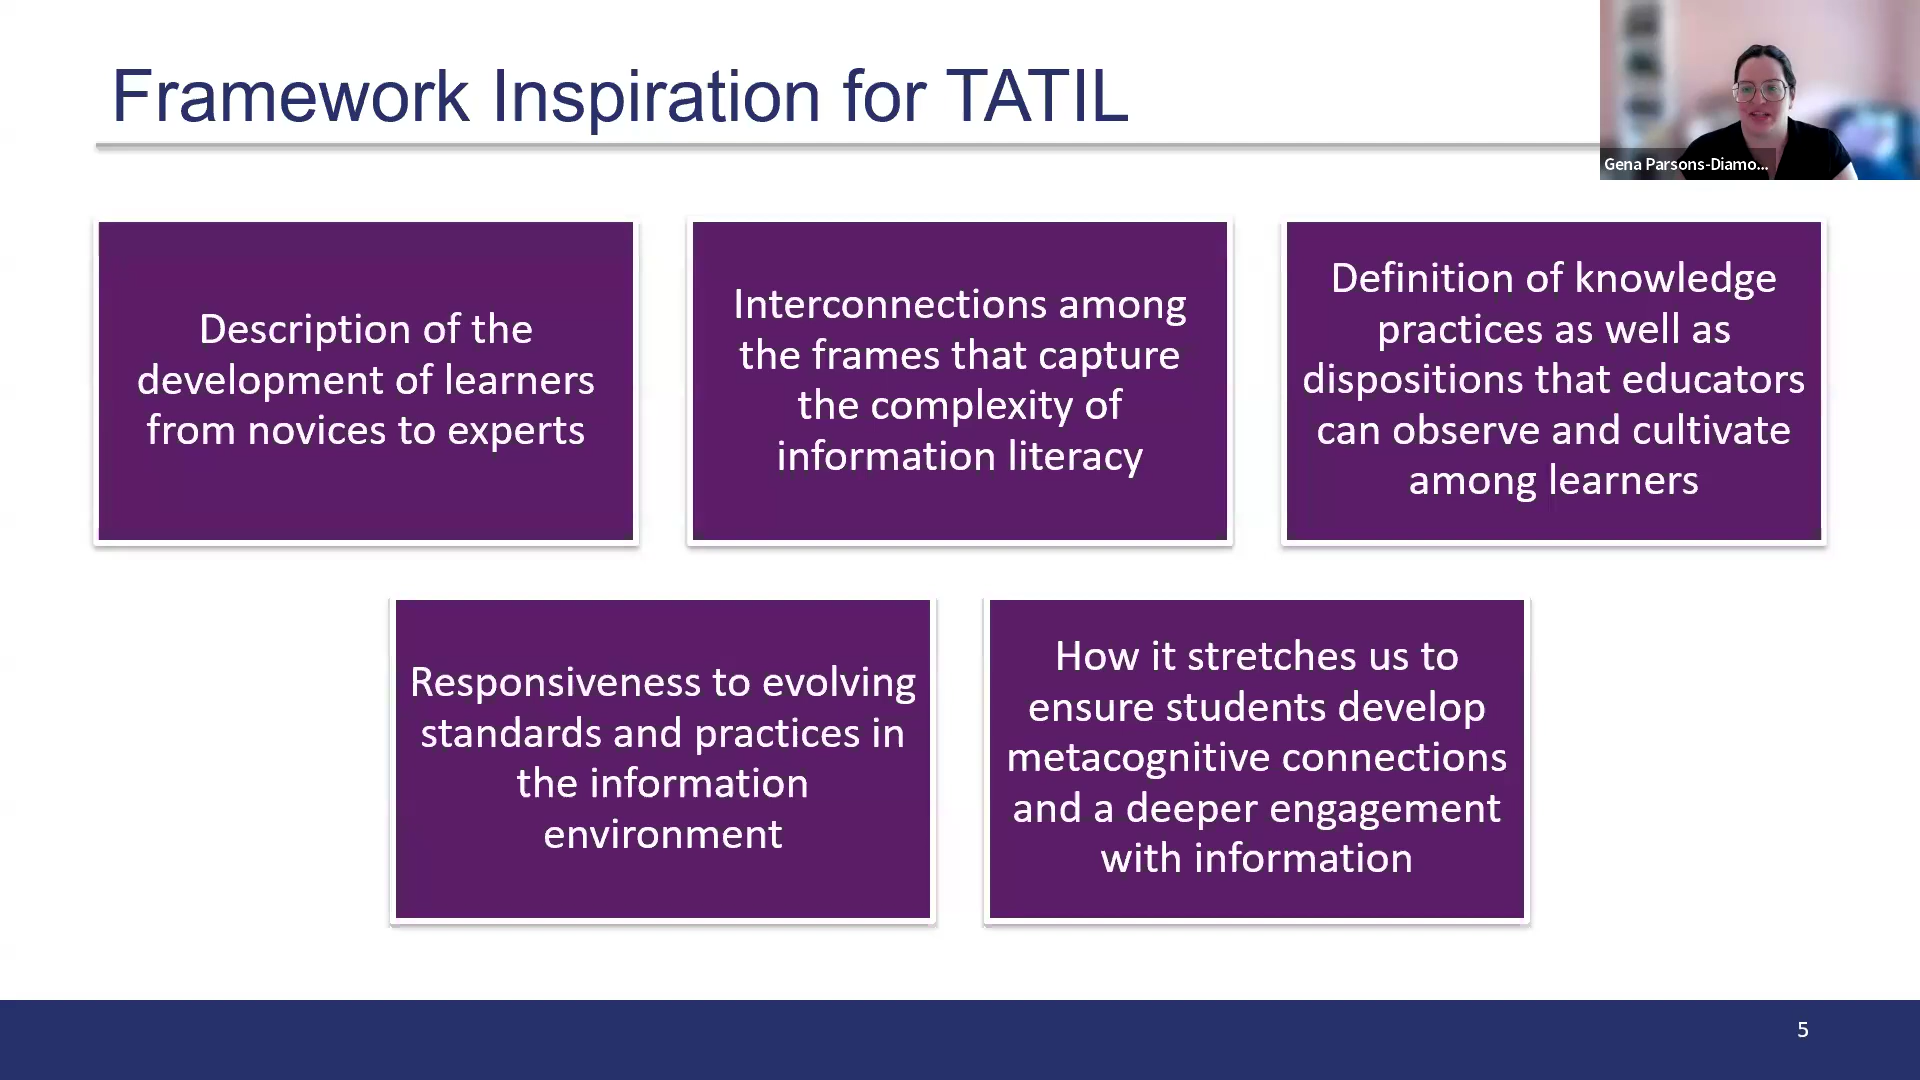 Framework Inspiration for TATIL
Gena Parsons-Diamo...
Description of the
development of learners
from novices to experts
Interconnections among
the frames that capture
the complexity of
information literacy
Definition of knowledge
practices as well as
dispositions that educators
can observe and cultivate
among learners
Responsiveness to evolving
standards and practices in
the information
environment
How it stretches us to
ensure students develop
metacognitive connections
and a deeper engagement
with information
5